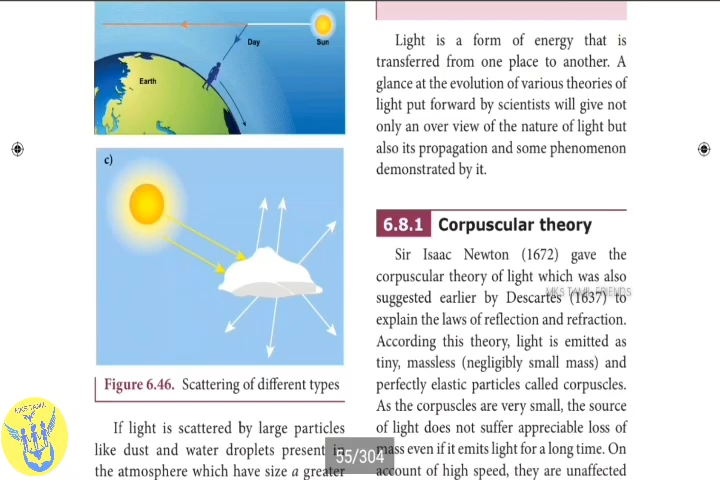 Day
Sun
Earth
c)
Figure 6.46. Scattering of different types
If light is scattered by large particles
like dust and water droplets present in
the atmosphere which have size a greater
Light is a form of energy that is
transferred from one place to another. A
glance at the evolution of various theories of
light put forward by scientists will give not
only an over view of the nature of light but
also its propagation and some phenomenon
demonstrated by it.
6.8.1 Corpuscular theory
Sir Isaac Newton (1672) gave the
corpuscular theory of light which was also
suggested earlier by Descartes (1637) to
explain the laws of reflection and refraction.
According this theory, light is emitted as
tiny, massless (negligibly small mass) and
perfectly elastic particles called corpuscles.
As the corpuscles are very small, the source
of light does not suffer appreciable loss of
mass even if it emits light for a long time. On
account of high speed, they are unaffected
MKS TAMIL FRIENDS
55/304
MKS TAMIL